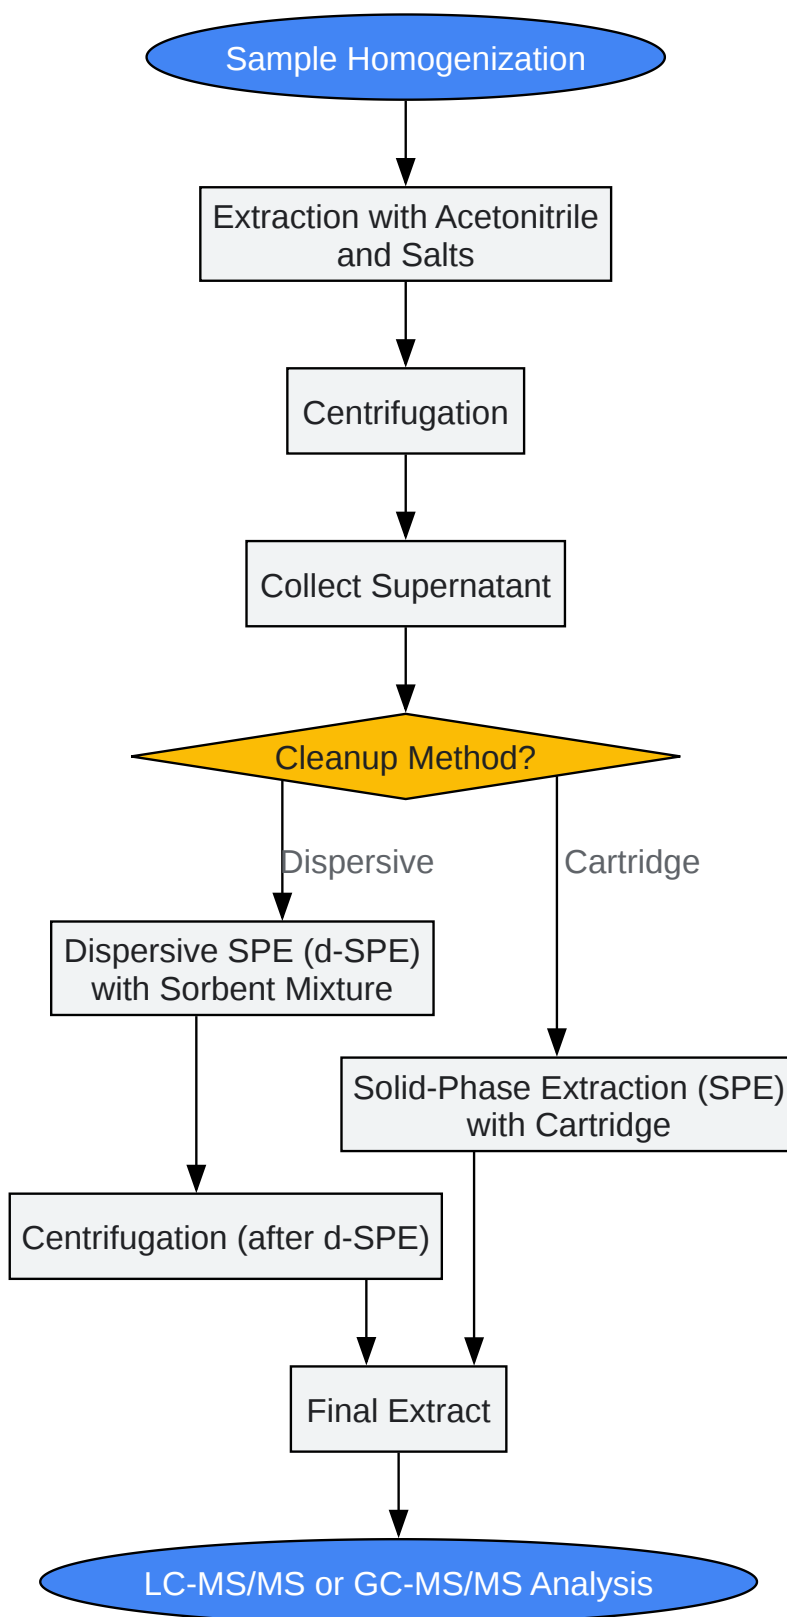 Sample Homogenization
Extraction with Acetonitrile
and Salts
Centrifugation
Collect Supernatant
Cleanup Method?
Dispersive
Cartridge
Dispersive SPE (d-SPE)
with Sorbent Mixture
Solid-Phase Extraction (SPE)
with Cartridge
Centrifugation (after d-SPE)
Final Extract
LC-MS/MS or GC-MS/MS Analysis